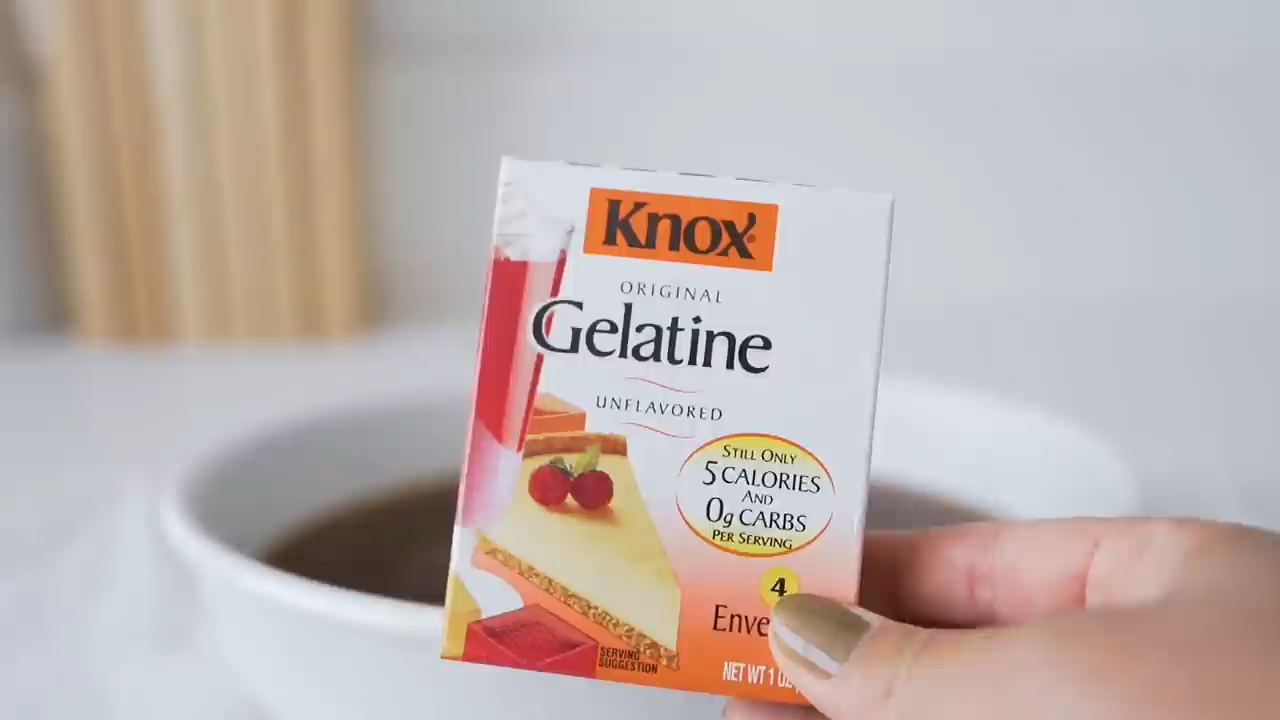 Knox
ORIGINAL
Gelatine
UNFLAVORED
STILL ONLY
5 CALORIES
AND
0g CARBS
PER SERVING
4
SERVING
SUGGESTION
NET WT 1 OZ